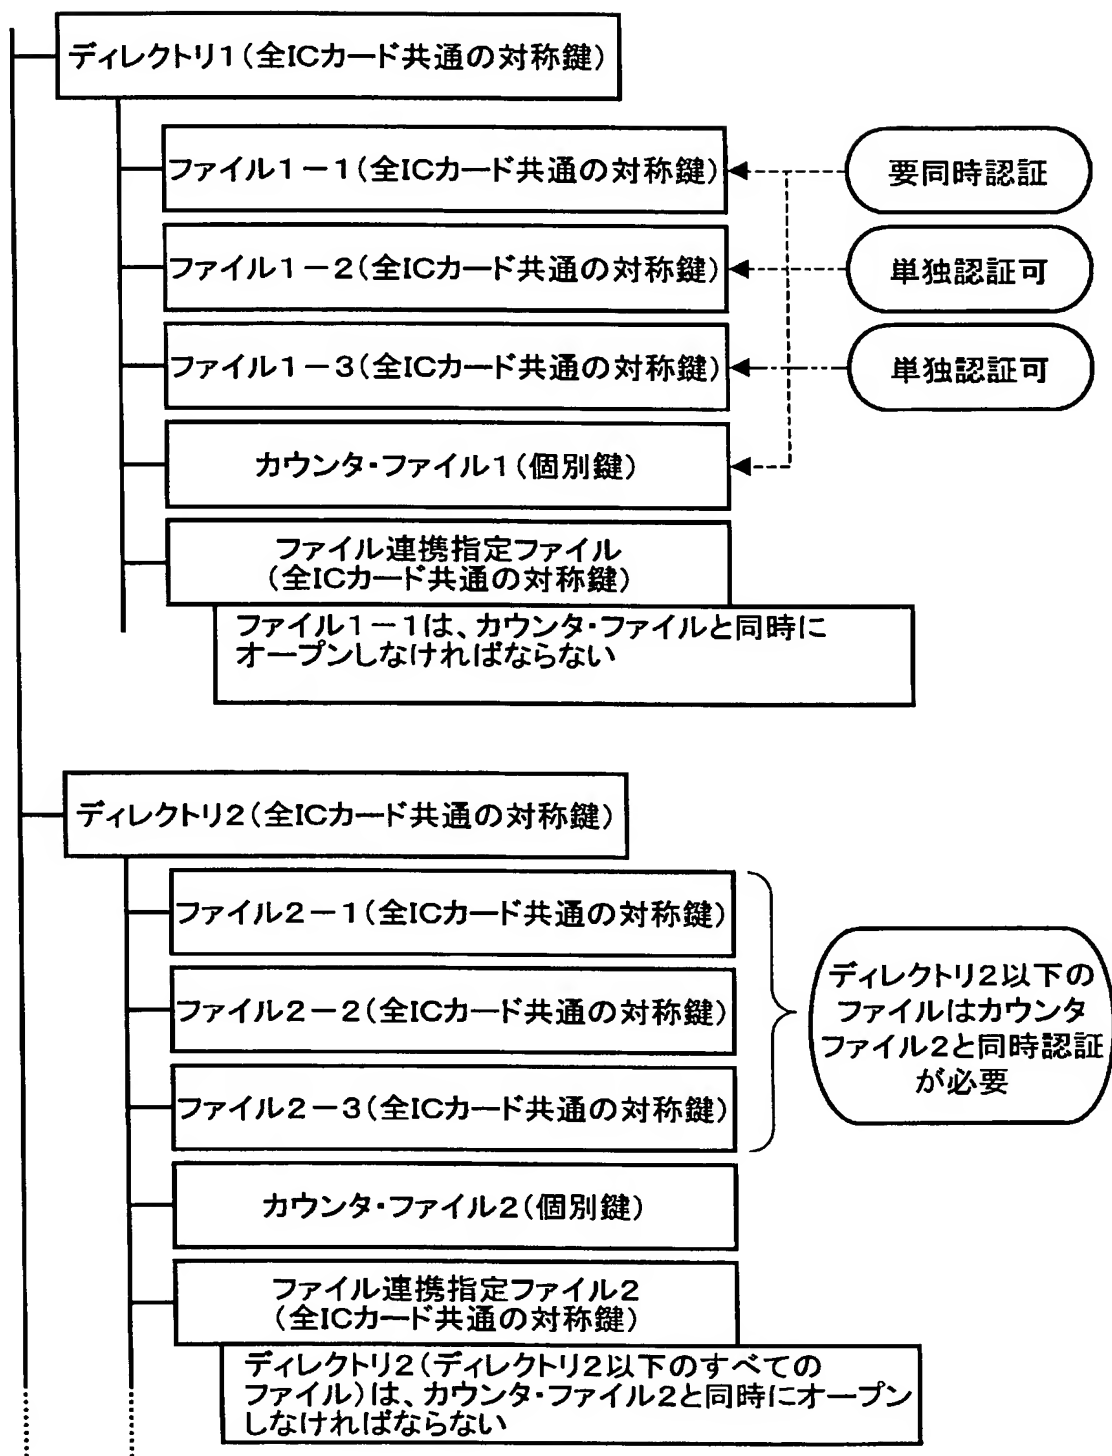 ディレクトリ1(全ICカード共通の対称鍵)
ファイル1-1(全ICカード共通の対称鍵)
要同時認証
ファイル1-2(全ICカード共通の対称鍵)
単独認証可
ファイル1-3(全ICカード共通の対称鍵)
単独認証可
カウンタ・ファイル1(個別鍵)
ファイル連携指定ファイル
(全ICカード共通の対称鍵)
ファイル1-1は、カウンタ・ファイルと同時に
オープンしなければならない
ディレクトリ2(全ICカード共通の対称鍵)
ファイル2-1(全ICカード共通の対称鍵)
ファイル2-2(全ICカード共通の対称鍵)
ファイル2-3(全ICカード共通の対称鍵)
ディレクトリ2以下の
ファイルはカウンタ
ファイル2と同時認証
が必要
カウンタ・ファイル2(個別鍵)
ファイル連携指定ファイル2
(全ICカード共通の対称鍵)
ディレクトリ2(ディレクトリ2以下のすべての
ファイル)は、カウンタ・ファイル2と同時にオープン
しなければならない